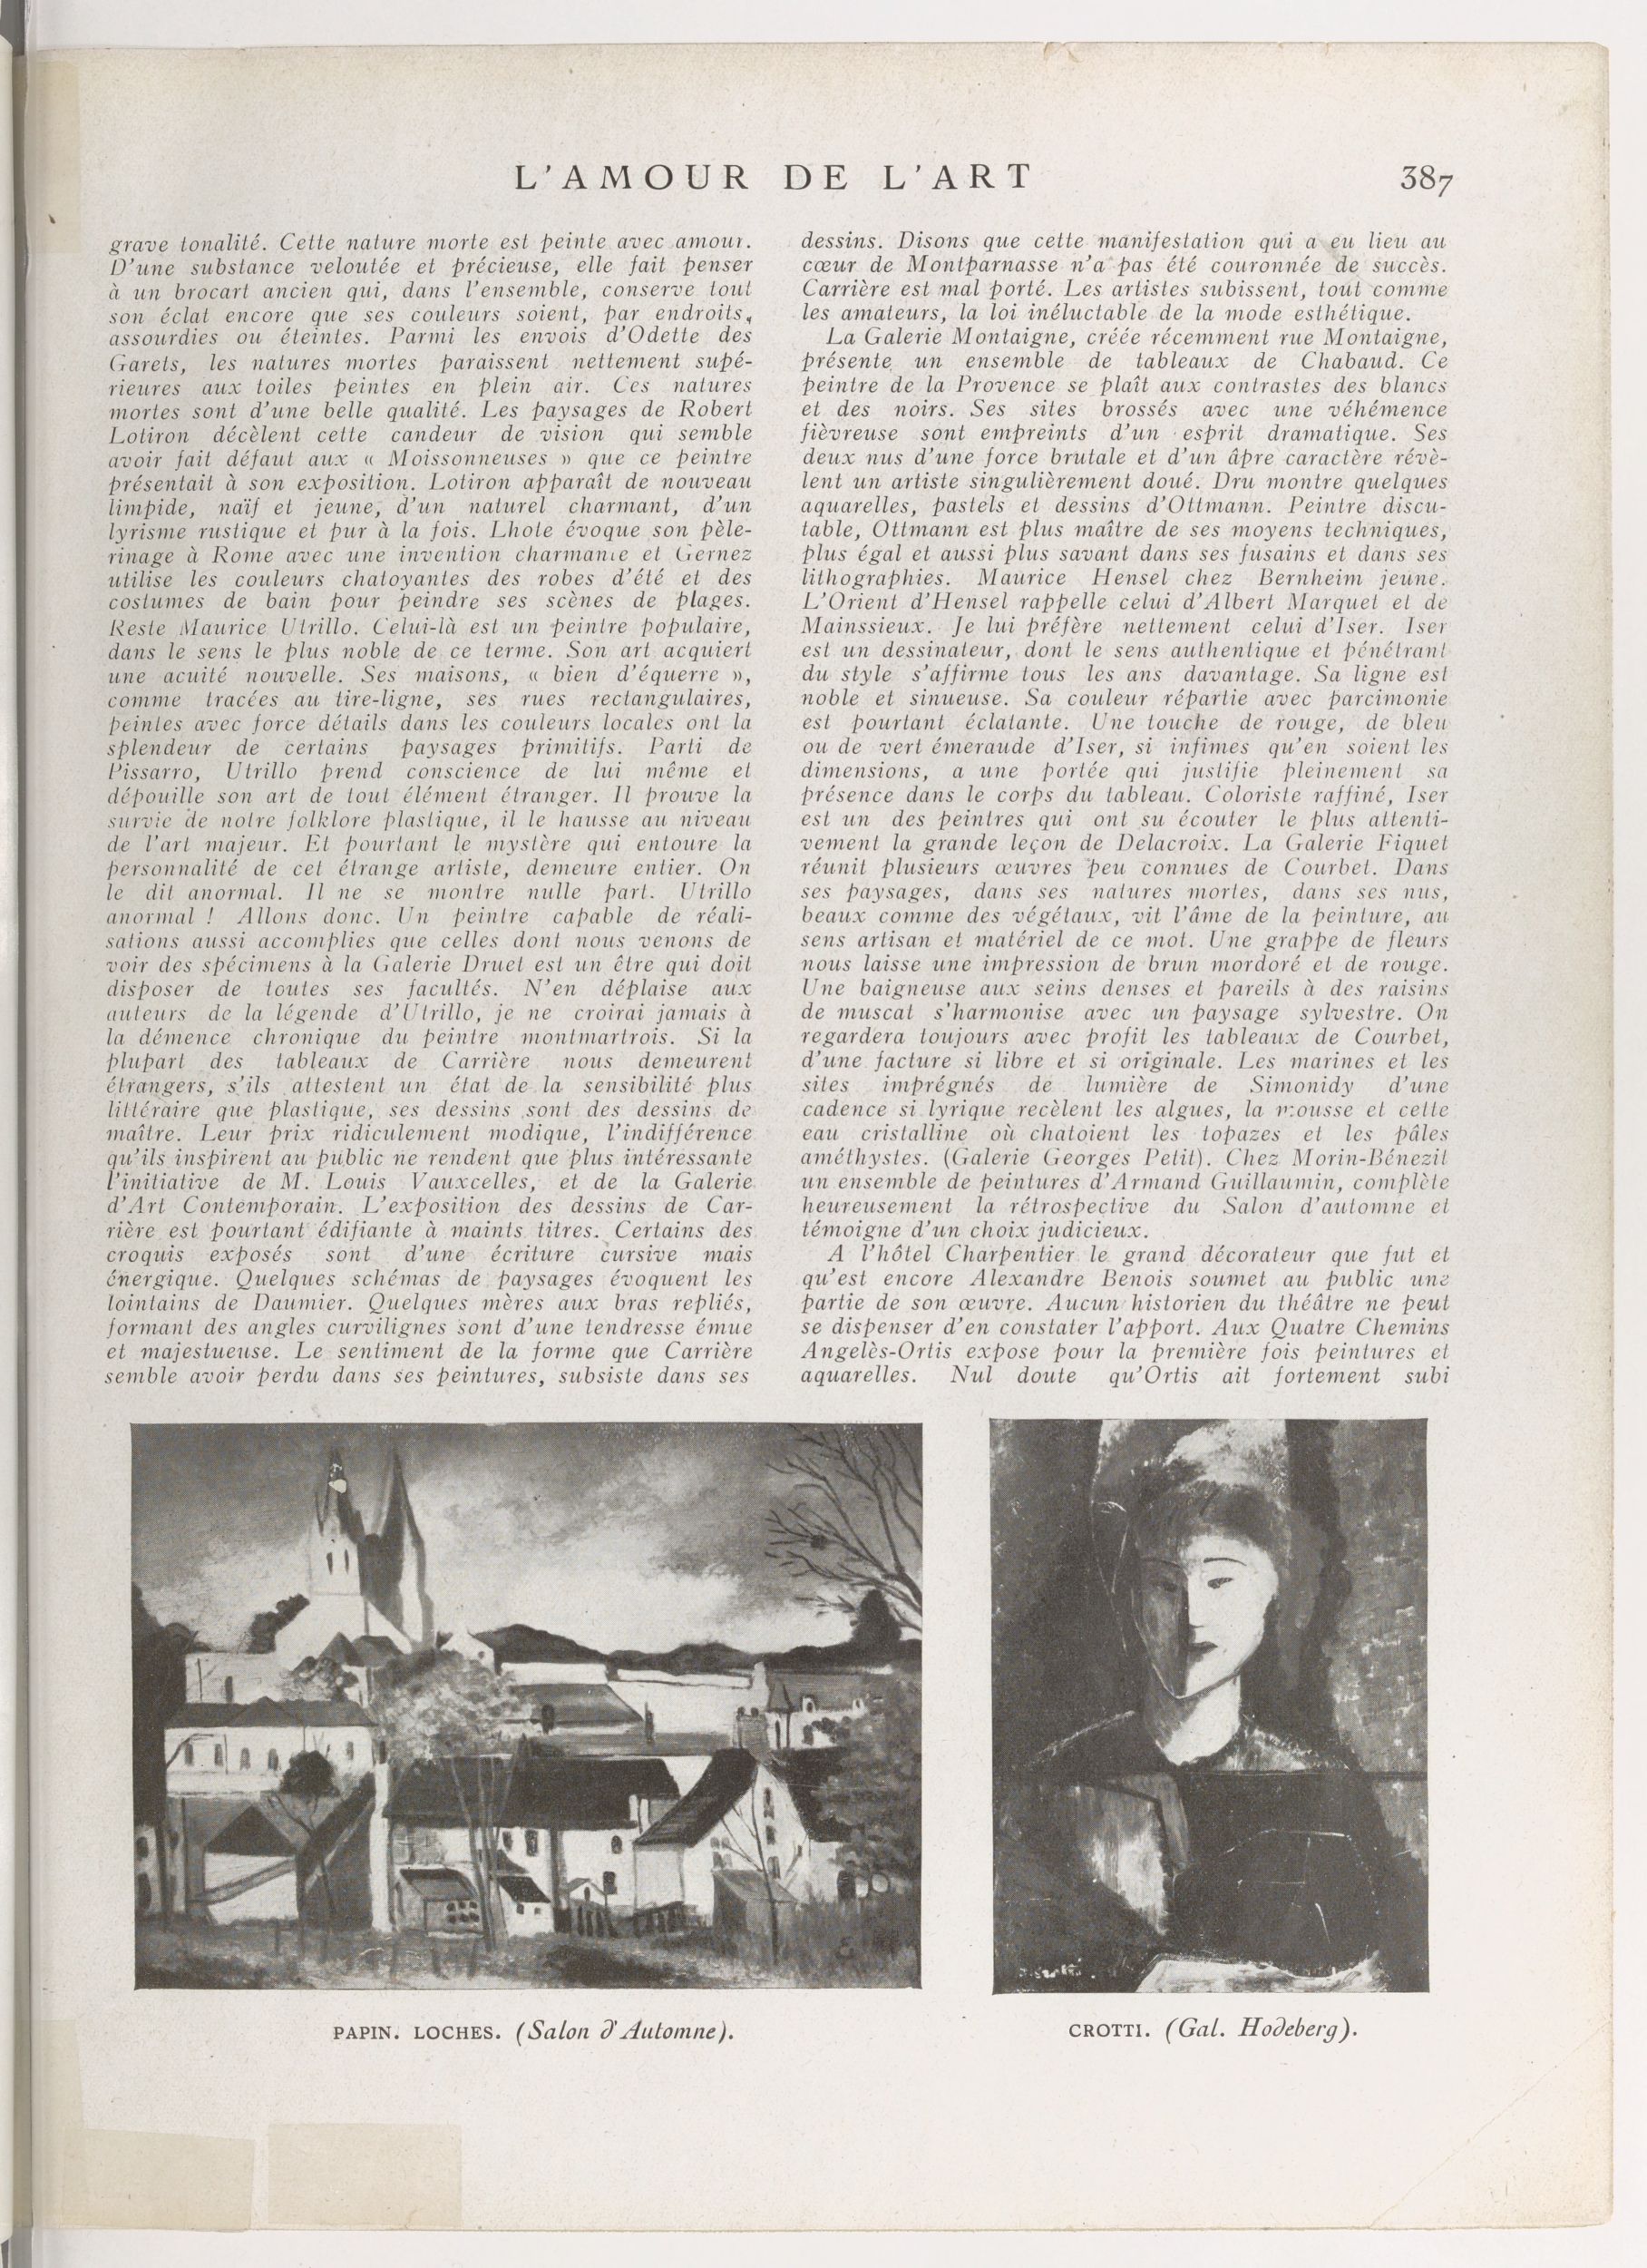 L'AMOUR DE L'ART
387
grave tonalité. Cette nature morte est peinte avec amour.
D'une substance veloutée et précieuse, elle fait penser
à un brocart ancien qui, dans l'ensemble, conserve tout
son éclat encore que ses couleurs soient, par endroits,
assourdies ou éteintes. Parmi les envois d'Odette des
Garets, les natures mortes paraissent nettement supé-
rieures aux toiles peintes en plein air. Ces natures
mortes sont d'une belle qualité. Les paysages de Robert
Lotiron décèlent cette candeur de vision qui semble
avoir fait défaut aux « Moissonneuses » que ce peintre
présentait à son exposition. Lotiron apparaît de nouveau
limpide, naïf et jeune, d'un naturel charmant, d'un
lyrisme rustique et pur à la fois. Lhote évoque son pèle-
rinage à Rome avec une invention charmante et Gernez
utilise les couleurs chatoyantes des robes d'été et des
costumes de bain pour peindre ses scènes de plages.
Reste Maurice Utrillo. Celui-là est un peintre populaire,
dans le sens le plus noble de ce terme. Son art acquiert
une acuité nouvelle. Ses maisons, « bien d'équerre »,
comme tracées au tire-ligne, ses rues rectangulaires,
peintes avec force détails dans les couleurs locales ont la
splendeur de certains paysages primitifs. Parti de
Pissarro, Utrillo prend conscience de lui même et
dépouille son art de tout élément étranger. Il prouve la
survie de notre folklore plastique, il le hausse au niveau
de l'art majeur. Et pourtant le mystère qui entoure la
personnalité de cet étrange artiste, demeure entier. On
le dit anormal. Il ne se montre nulle part. Utrillo
anormal ! Allons donc. Un peintre capable de réali-
sations aussi accomplies que celles dont nous venons de
voir des spécimens à la Galerie Druet est un être qui doit
disposer de toutes ses facultés. N'en déplaise aux
auteurs de la légende d'Utrillo, je ne croirai jamais à
la démence chronique du peintre montmartrois. Si la
plupart des tableaux de Carrière nous demeurent
étrangers, s'ils attestent un état de la sensibilité plus
littéraire que plastique, ses dessins sont des dessins de
maître. Leur prix ridiculement modique, l'indifférence
qu'ils inspirent au public ne rendent que plus intéressante
l'initiative de M. Louis Vauxcelles, et de la Galerie
d'Art Contemporain. L'exposition des dessins de Car-
rière est pourtant édifiante à maints titres. Certains des
croquis exposés sont d'une écriture cursive mais
énergique. Quelques schémas de paysages évoquent les
lointains de Daumier. Quelques mères aux bras repliés,
formant des angles curvilignes sont d'une tendresse émue
et majestueuse. Le sentiment de la forme que Carrière
semble avoir perdu dans ses peintures, subsiste dans ses
dessins. Disons que cette manifestation qui a eu lieu au
cœur de Montparnasse n'a pas été couronnée de succès.
Carrière est mal porté. Les artistes subissent, tout comme
les amateurs, la loi inéluctable de la mode esthétique.
La Galerie Montaigne, créée récemment rue Montaigne,
présente un ensemble de tableaux de Chabaud. Ce
peintre de la Provence se plaît aux contrastes des blancs
et des noirs. Ses sites brossés avec une véhémence
fièvreuse sont empreints d'un esprit dramatique. Ses
deux nus d'une force brutale et d'un âpre caractère révè-
lent un artiste singulièrement doué. Dru montre quelques
aquarelles, pastels et dessins d'Ottmann. Peintre discu-
table, Ottmann est plus maître de ses moyens techniques,
plus égal et aussi plus savant dans ses fusains et dans ses
lithographies. Maurice Hensel chez Bernheim jeune.
L'Orient d'Hensel rappelle celui d'Albert Marquet et de
Mainssieux. Je lui préfère nettement celui d'Iser. Iser
est un dessinateur, dont le sens authentique et pénétrant
du style s'affirme tous les ans davantage. Sa ligne est
noble et sinueuse. Sa couleur répartie avec parcimonie
est pourtant éclatante. Une touche de rouge, de bleu
ou de vert émeraude d'Iser, si infimes qu'en soient les
dimensions, a une portée qui justifie pleinement sa
présence dans le corps du tableau. Coloriste raffiné, Iser
est un des peintres qui ont su écouter le plus attenti-
vement la grande leçon de Delacroix. La Galerie Fiquet
réunit plusieurs œuvres peu connues de Courbet. Dans
ses paysages, dans ses natures mortes, dans ses nus,
beaux comme des végétaux, vit l'âme de la peinture, au
sens artisan et matériel de ce mot. Une grappe de fleurs
nous laisse une impression de brun mordoré et de rouge.
Une baigneuse aux seins denses et pareils à des raisins
de muscat s'harmonise avec un paysage sylvestre. On
regardera toujours avec profit les tableaux de Courbet,
d'une facture si libre et si originale. Les marines et les
sites imprégnés de lumière de Simonidy d'une
cadence si lyrique recèlent les algues, la mousse et cette
eau cristalline où chatoient les topazes et les pâles
améthystes. (Galerie Georges Petit). Chez Morin-Bénezit
un ensemble de peintures d'Armand Guillaumin, complète
heureusement la rétrospective du Salon d'automne et
témoigne d'un choix judicieux.
A l'hôtel Charpentier le grand décorateur que fut et
qu'est encore Alexandre Benois soumet au public une
partie de son œuvre. Aucun historien du théâtre ne peut
se dispenser d'en constater l'apport. Aux Quatre Chemins
Angelès-Ortis expose pour la première fois peintures et
aquarelles. Nul doute qu'Ortis ait fortement subi
PAPIN. LOCHES. (Salon d'Automne).
CROTTI. (Gal. Hodeberg).